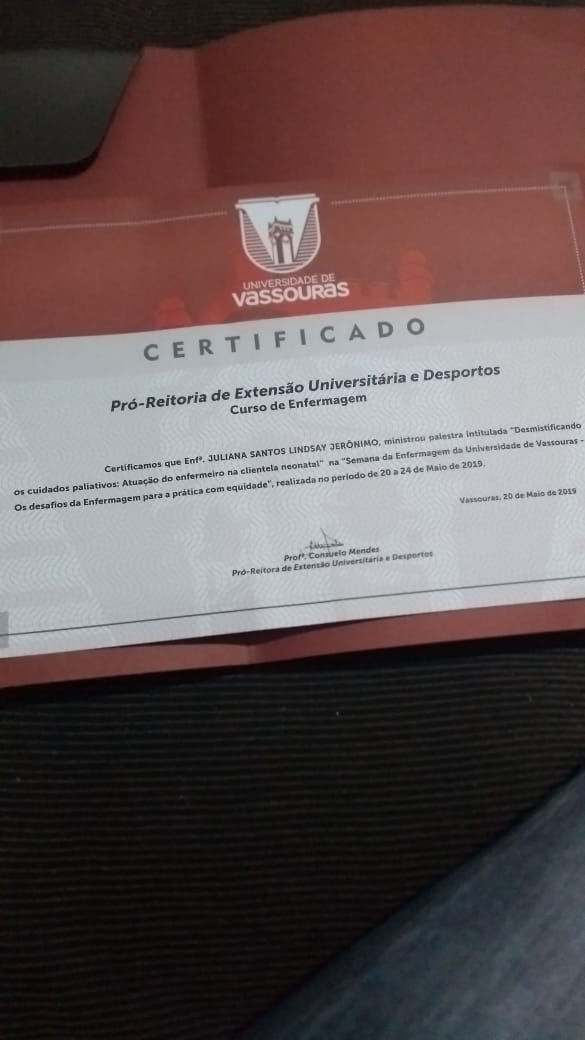 UNIVERSIDADE DE
Vassouras
CERTIFICADO
Pró-Reitoria de Extensão Universitária e Desportos
Curso de Enfermagem
Certificamos que Enfª. JULIANA SANTOS LINDSAY JERÔNIMO, ministrou palestra intitulada "Desmistificando
os cuidados paliativos: Atuação do enfermeiro na clientela neonatal" na "Semana da Enfermagem da Universidade de Vassouras -
Os desafios da Enfermagem para a prática com equidade", realizada no período de 20 a 24 de Maio de 2019.
Vassouras, 20 de Maio de 2019
Profª. Consuelo Mendes
Pró-Reitora de Extensão Universitária e Desportos